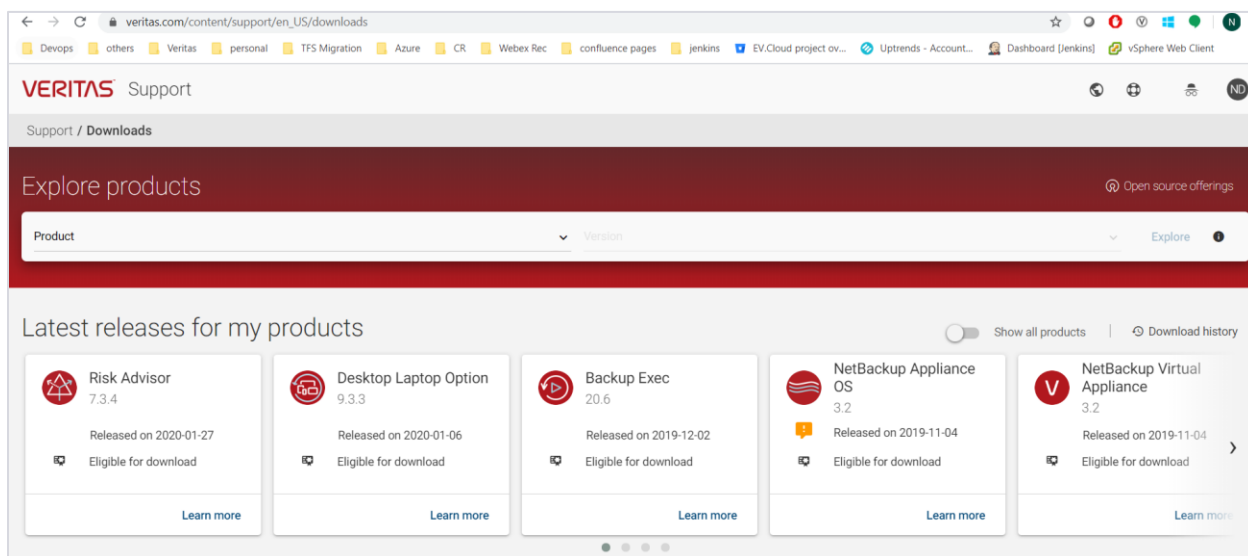 veritas.com/content/support/en_US/downloads
N
Devops others Veritas personal TFS Migration Azure CR Webex Rec confluence pages jenkins EV.Cloud project ov... Uptrends - Account... Dashboard [Jenkins] vSphere Web Client
VERITAS Support
ND
Support / Downloads
Explore products
Open source offerings
Product
Version
Explore
Latest releases for my products
Show all products
Download history
Risk Advisor
7.3.4
Released on 2020-01-27
Eligible for download
Learn more
Desktop Laptop Option
9.3.3
Released on 2020-01-06
Eligible for download
Learn more
Backup Exec
20.6
Released on 2019-12-02
Eligible for download
Learn more
NetBackup Appliance
OS
3.2
Released on 2019-11-04
Eligible for download
Learn more
V
NetBackup Virtual
Appliance
3.2
Released on 2019-11-04
Eligible for download
Learn more